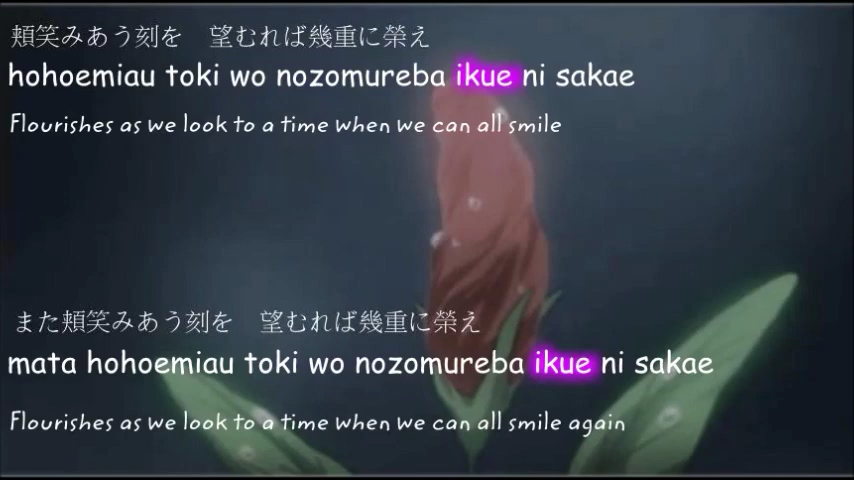 頬笑みあう刻を　望むれば幾重に榮え
hohoemiau toki wo nozomureba ikue ni sakae
Flourishes as we look to a time when we can all smile
また頬笑みあう刻を　望むれば幾重に榮え
mata hohoemiau toki wo nozomureba ikue ni sakae
Flourishes as we look to a time when we can all smile again